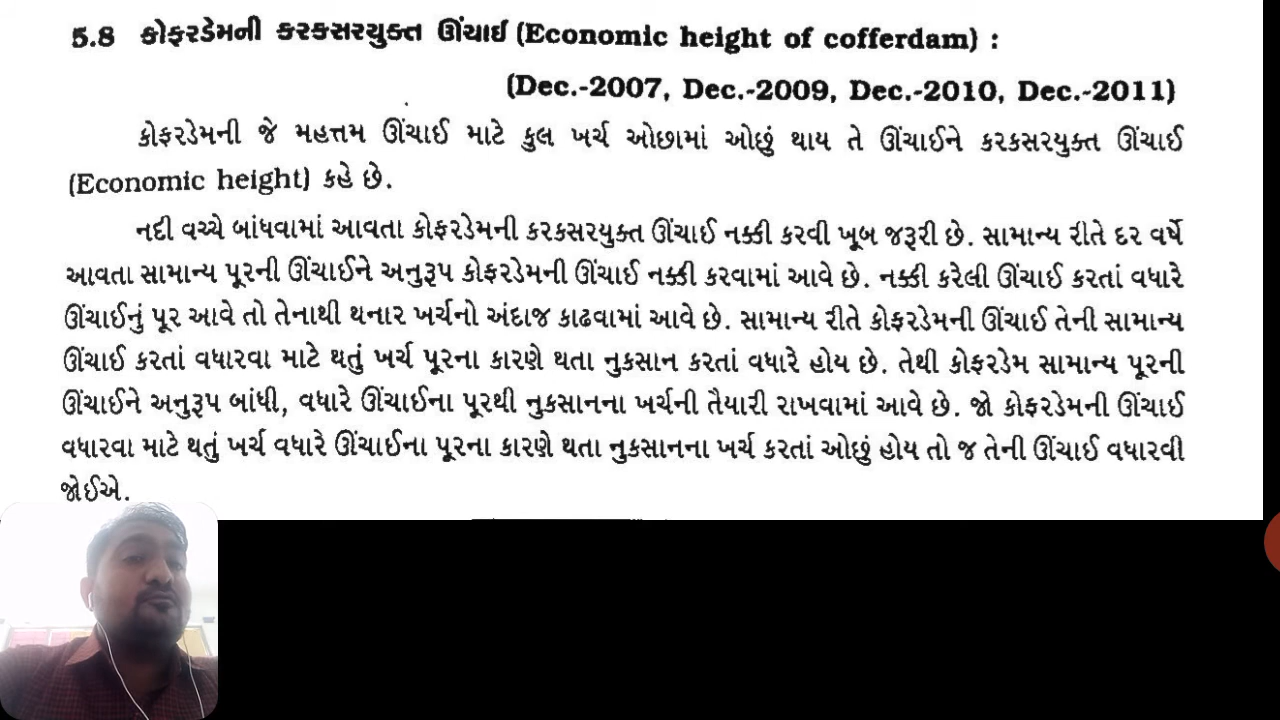 5.8 કોફરડેમની કરકસરયુક્ત ઊંચાઈ (Economic height of cofferdam) :
(Dec.-2007, Dec.-2009, Dec.-2010, Dec.-2011)
કોફરડેમની જે મહત્તમ ઊંચાઈ માટે કુલ ખર્ચ ઓછામાં ઓછું થાય તે ઊંચાઈને કરકસરયુક્ત ઊંચાઈ
(Economic height) કહે છે.
નદી વચ્ચે બાંધવામાં આવતા કોફરડેમની કરકસરયુક્ત ઊંચાઈ નક્કી કરવી ખૂબ જરૂરી છે. સામાન્ય રીતે દર વર્ષે
આવતા સામાન્ય પૂરની ઊંચાઈને અનુરૂપ કોફરડેમની ઊંચાઈ નક્કી કરવામાં આવે છે. નક્કી કરેલી ઊંચાઈ કરતાં વધારે
ઊંચાઈનું પૂર આવે તો તેનાથી થનાર ખર્ચનો અંદાજ કાઢવામાં આવે છે. સામાન્ય રીતે કોફરડેમની ઊંચાઈ તેની સામાન્ય
ઊંચાઈ કરતાં વધારવા માટે થતું ખર્ચ પૂરના કારણે થતા નુકસાન કરતાં વધારે હોય છે. તેથી કોફરડેમ સામાન્ય પૂરની
ઊંચાઈને અનુરૂપ બાંધી, વધારે ઊંચાઈના પૂરથી નુકસાનના ખર્ચની તૈયારી રાખવામાં આવે છે. જો કોફરડેમની ઊંચાઈ
વધારવા માટે થતું ખર્ચ વધારે ઊંચાઈના પૂરના કારણે થતા નુકસાનના ખર્ચ કરતાં ઓછું હોય તો જ તેની ઊંચાઈ વધારવી
જોઈએ.